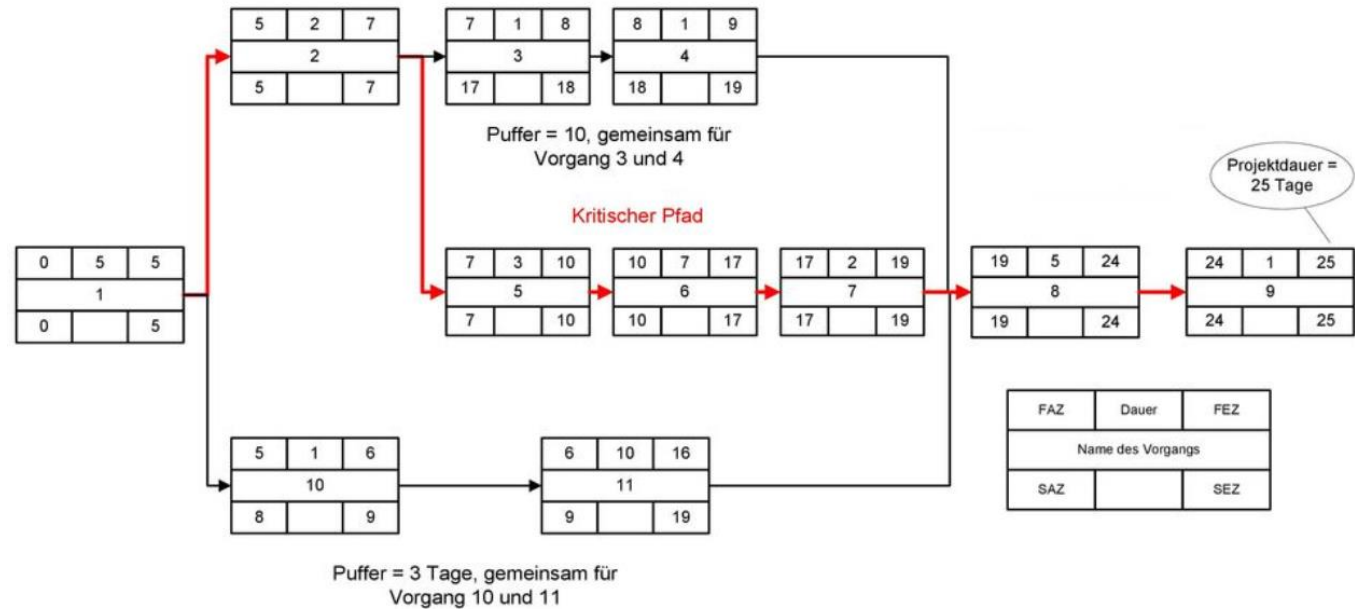 5 2 7
2
5 7
7 1 8
3
17 18
8 1 9
4
18 19
Puffer = 10, gemeinsam für
Vorgang 3 und 4
Projektdauer =
25 Tage
Kritischer Pfad
0 5 5
1
0 5
7 3 10
5
7 10
10 7 17
6
10 17
17 2 19
7
17 19
19 5 24
8
19 24
24 1 25
9
24 25
FAZ Dauer FEZ
Name des Vorgangs
SAZ SEZ
5 1 6
10
8 9
6 10 16
11
9 19
Puffer = 3 Tage, gemeinsam für
Vorgang 10 und 11